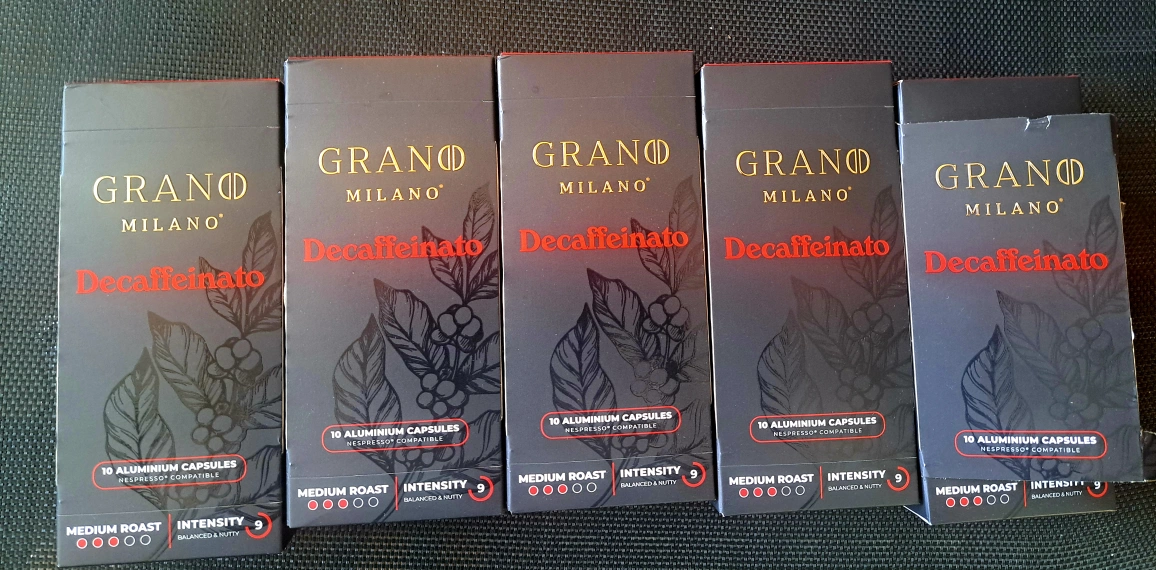 GRANO
MILANO®
Decaffeinato
10 ALUMINIUM CAPSULES
NESPRESSO® COMPATIBLE
MEDIUM ROAST
INTENSITY 9
BALANCED & NUTTY
GRANO
MILANO®
Decaffeinato
10 ALUMINIUM CAPSULES
NESPRESSO® COMPATIBLE
MEDIUM ROAST
INTENSITY 9
BALANCED & NUTTY
GRANO
MILANO®
Decaffeinato
10 ALUMINIUM CAPSULES
NESPRESSO® COMPATIBLE
MEDIUM ROAST
INTENSITY 9
BALANCED & NUTTY
GRANO
MILANO®
Decaffeinato
10 ALUMINIUM CAPSULES
NESPRESSO® COMPATIBLE
MEDIUM ROAST
INTENSITY 9
BALANCED & NUTTY
GRANO
MILANO®
Decaffeinato
10 ALUMINIUM CAPSULES
NESPRESSO® COMPATIBLE
MEDIUM ROAST
INTENSITY 9
BALANCED & NUTTY